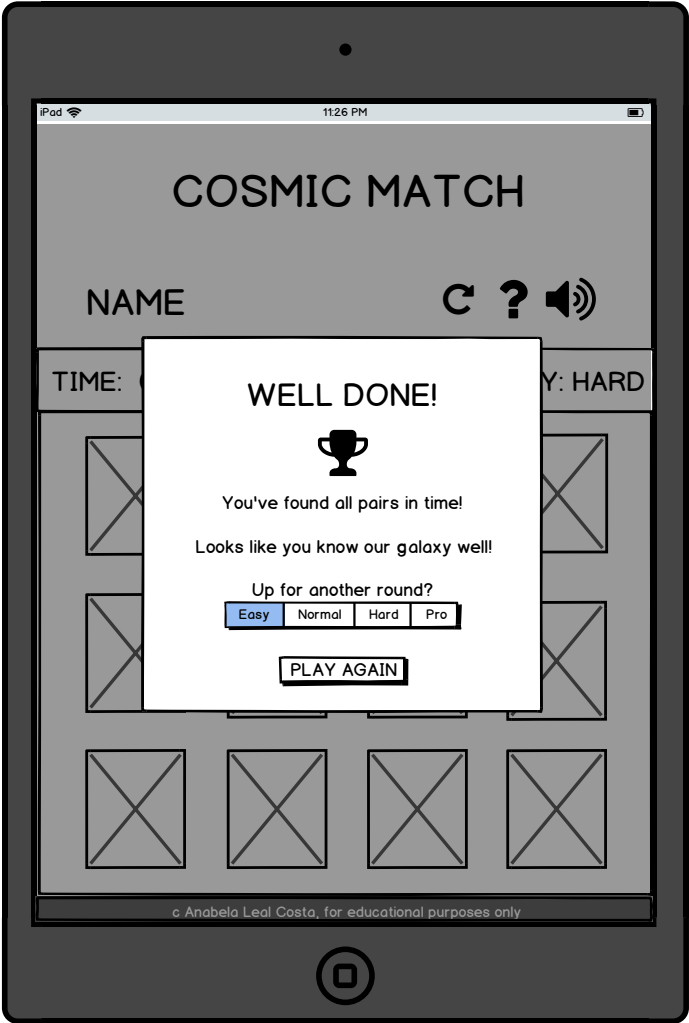 iPad 11:26 PM
COSMIC MATCH
NAME ?
TIME: Y: HARD
WELL DONE!
You've found all pairs in time!
Looks like you know our galaxy well!
Up for another round?
Easy Normal Hard Pro
PLAY AGAIN
c Anabela Leal Costa, for educational purposes only